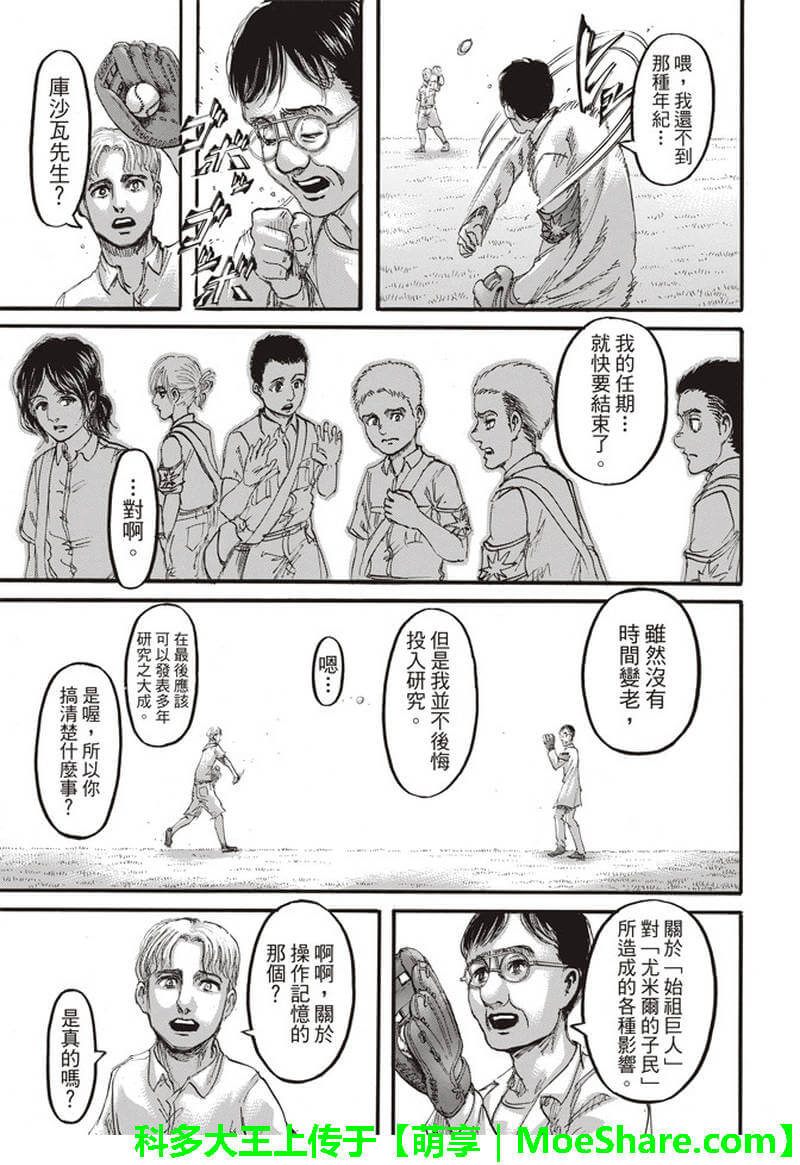 喂，我還不到
那種年紀…
ゴホ
ゴホ
庫沙瓦先生？
我的任期…
就快要結束了。
…對啊。
雖然沒有
時間變老，
但是我並不後悔
投入研究。
嗯…
在最後應該
可以發表多年
研究之大成。
是喔，所以你
搞清楚什麼事？
關於「始祖巨人」
對「尤米爾的子民」
所造成的各種影響。
啊啊，關於
操作記憶的
那個？
是真的嗎？
科多大王上传于【萌享 | MoeShare.com】